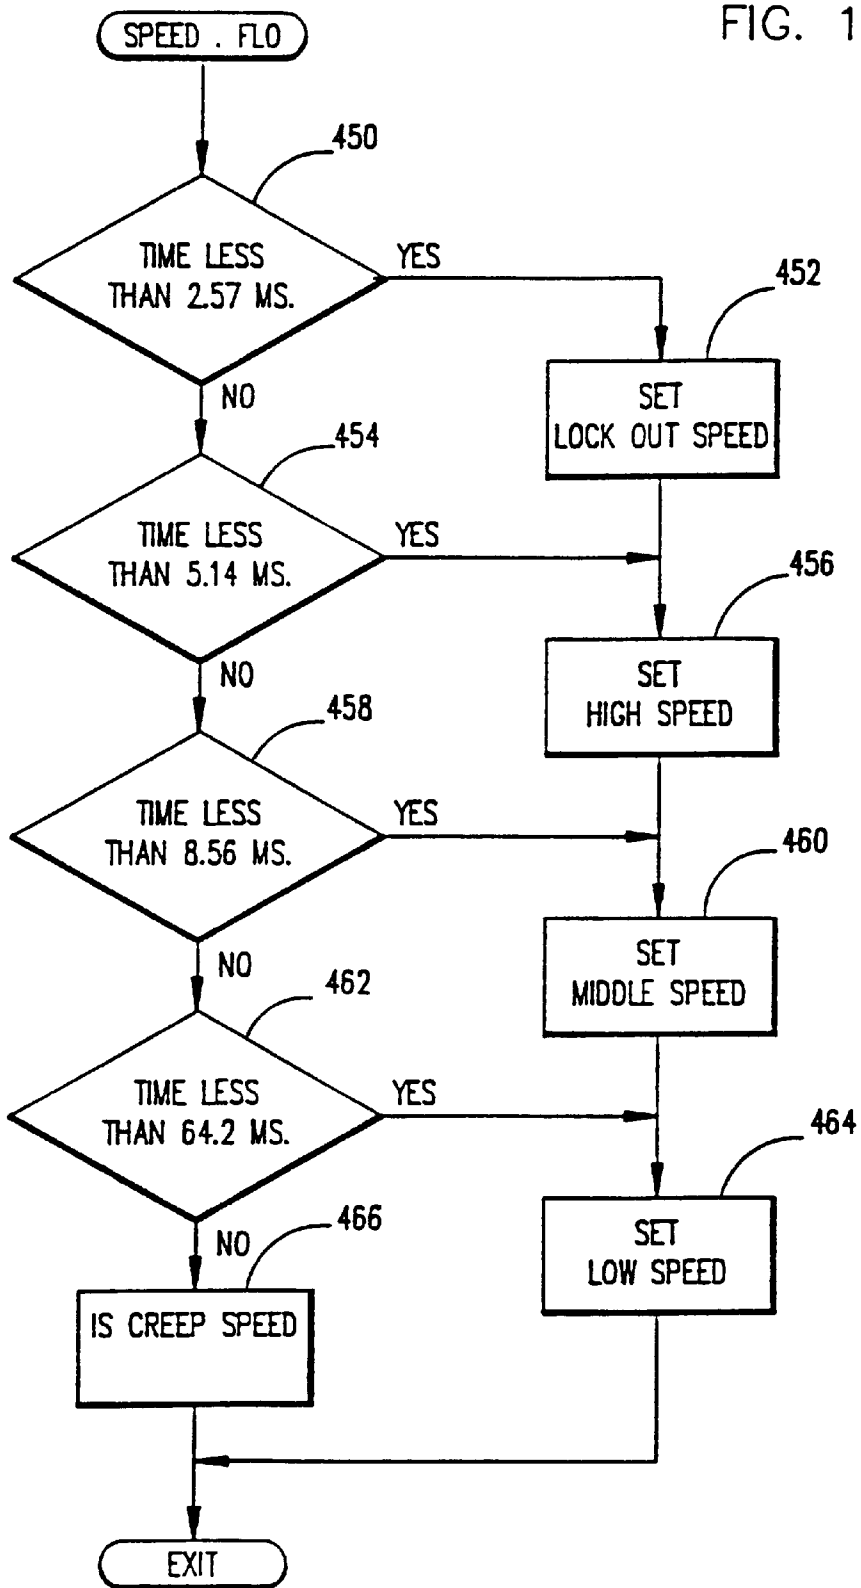 FIG. 1
SPEED . FLO
450
TIME LESS
THAN 2.57 MS.
YES
NO
452
SET
LOCK OUT SPEED
454
TIME LESS
THAN 5.14 MS.
YES
NO
456
SET
HIGH SPEED
458
TIME LESS
THAN 8.56 MS.
YES
NO
460
SET
MIDDLE SPEED
462
TIME LESS
THAN 64.2 MS.
YES
NO
464
SET
LOW SPEED
466
IS CREEP SPEED
EXIT